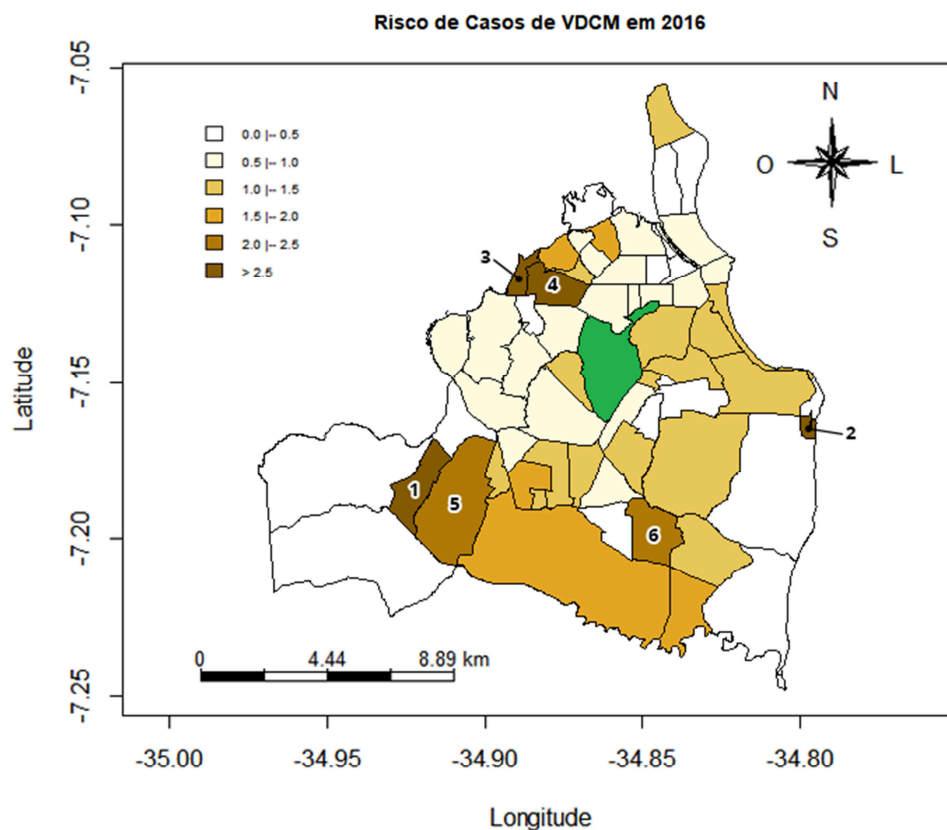 Risco de Casos de VDCM em 2016
-7.05
-7.10
-7.15
-7.20
-7.25
Latitude
0.0 |-- 0.5
0.5 |-- 1.0
1.0 |-- 1.5
1.5 |-- 2.0
2.0 |-- 2.5
> 2.5
N
O
L
S
3
4
2
1
5
6
0 4.44 8.89 km
-35.00 -34.95 -34.90 -34.85 -34.80
Longitude